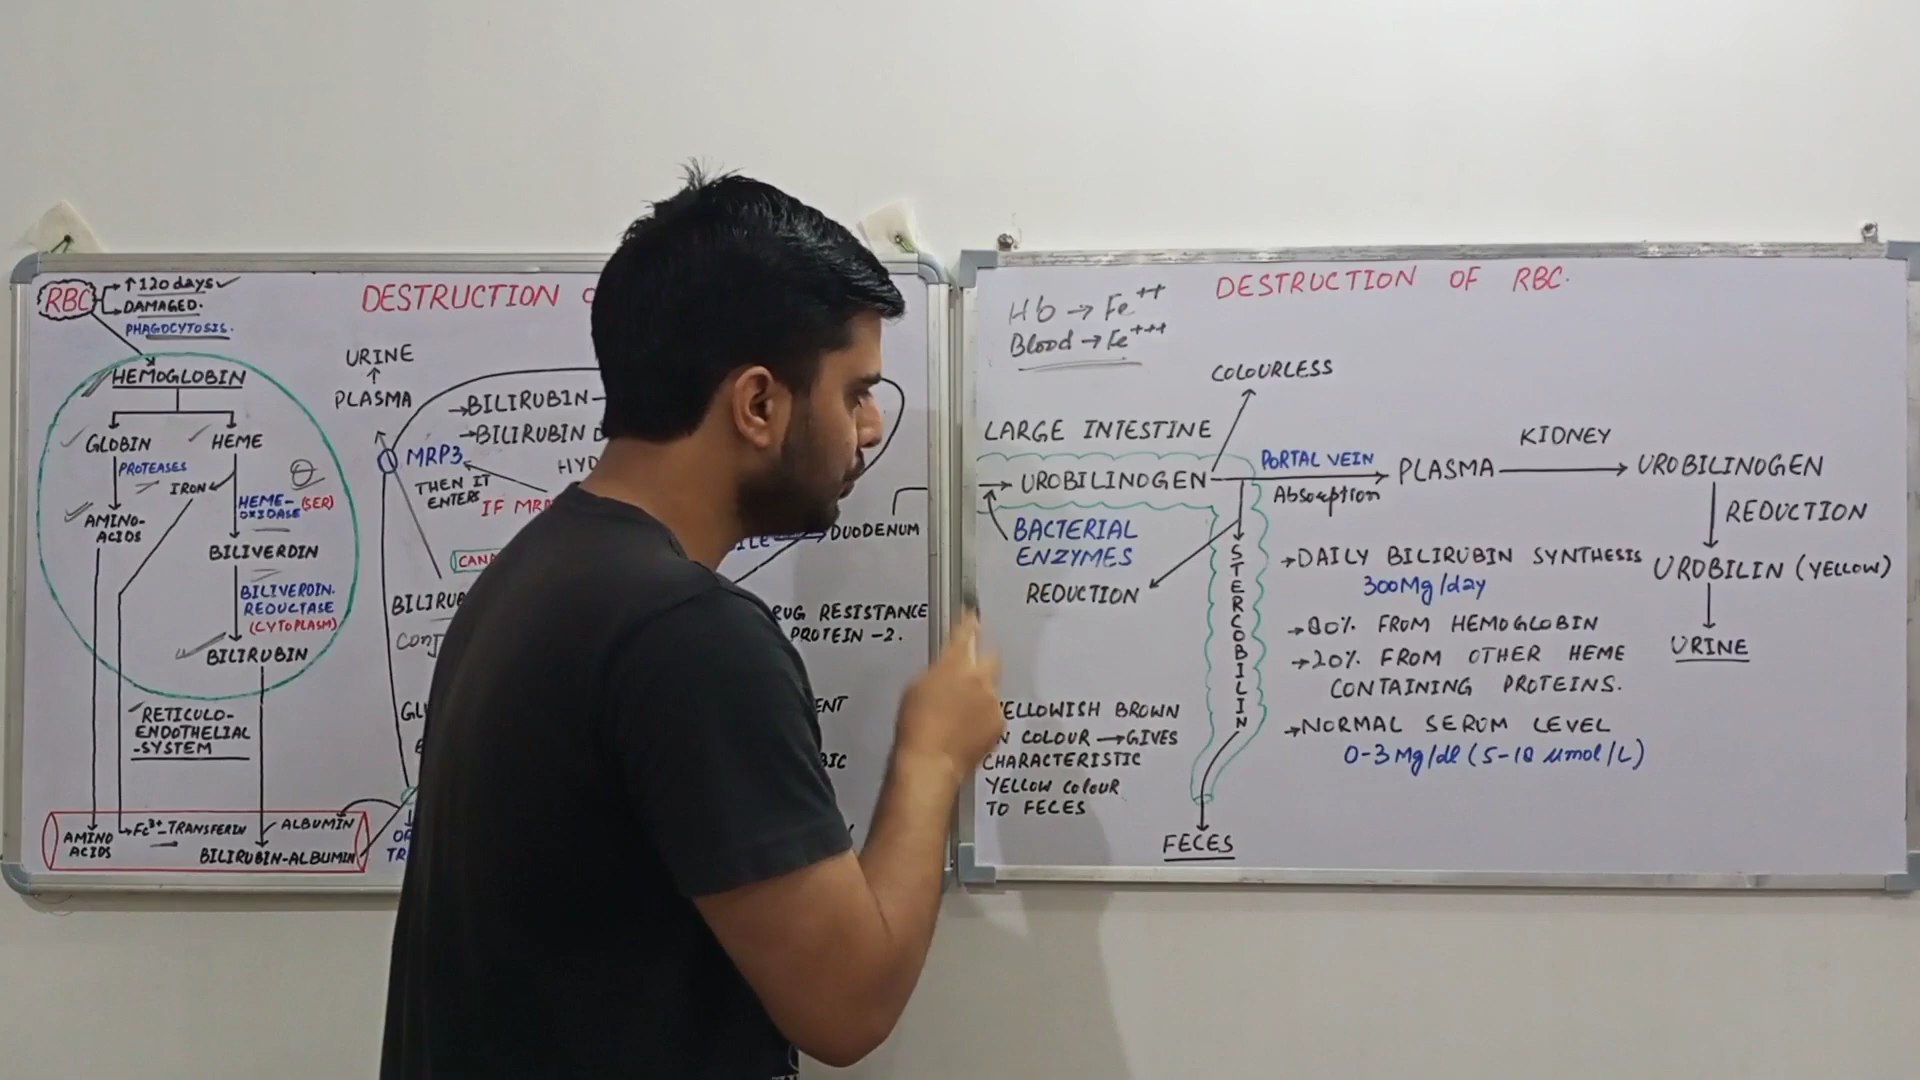 RBC
↑ 120 days
DAMAGED.
PHAGOCYTOSIS.
DESTRUCTION
HEMOGLOBIN
GLOBIN
HEME
PROTEASES
IRON
HEME-
OXIDASE (SER)
AMINO-
ACIDS
BILIVERDIN
BILIVERDIN.
REDUCTASE
(CYTOPLASM)
BILIRUBIN
RETICULO-
ENDOTHELIAL
-SYSTEM
AMINO
ACIDS
Fe3+-TRANSFERIN
ALBUMIN
BILIRUBIN-ALBUMIN
URINE
↑
PLASMA
→BILIRUBIN
→BILIRUBIN
MRP3
THEN IT
ENTERS
IF
DUODENUM
RESISTANCE
PROTEIN -2.
DESTRUCTION OF RBC.
Hb → Fe++
Blood → Fe+++
COLOURLESS
LARGE INTESTINE
→ UROBILINOGEN
PORTAL VEIN
Absorption
PLASMA
KIDNEY
UROBILINOGEN
BACTERIAL
ENZYMES
REDUCTION
STERCOBILIN
REDUCTION
UROBILIN (YELLOW)
URINE
→DAILY BILIRUBIN SYNTHESIS
300Mg/day
→80% FROM HEMOGLOBIN
→20% FROM OTHER HEME
CONTAINING PROTEINS.
→NORMAL SERUM LEVEL
0-3 Mg/dl (5-18 umol/L)
BROWN
COLOUR → GIVES
CHARACTERISTIC
YELLOW COLOUR
TO FECES
FECES